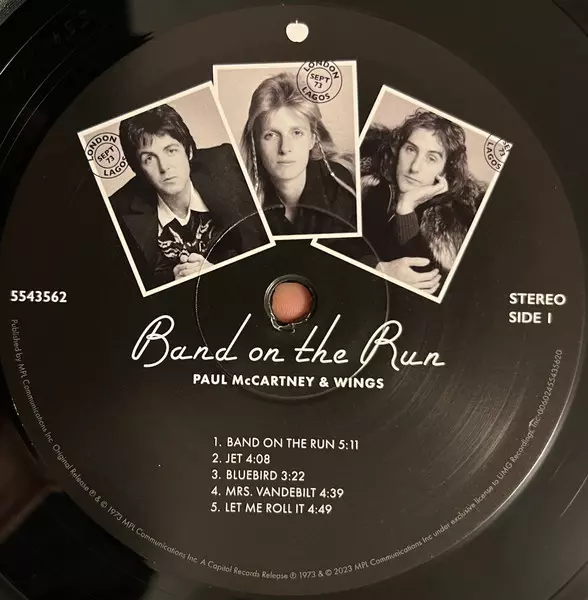 LONDON
SEPT
73
LAGOS
LONDON
SEPT
73
LAGOS
LAGOS
5543562
STEREO
SIDE 1
Band on the Run
PAUL McCARTNEY & WINGS
1. BAND ON THE RUN 5:11
2. JET 4:08
3. BLUEBIRD 3:22
4. MRS. VANDEBILT 4:39
5. LET ME ROLL IT 4:49
Published by MPL Communications Inc. Original Release ℗ & © 1973 MPL Communications Inc. A Capitol Records Release ℗ 1973 & © 2023 MPL Communications Inc under exclusive license to UMG Recordings, Inc. 00602455435620